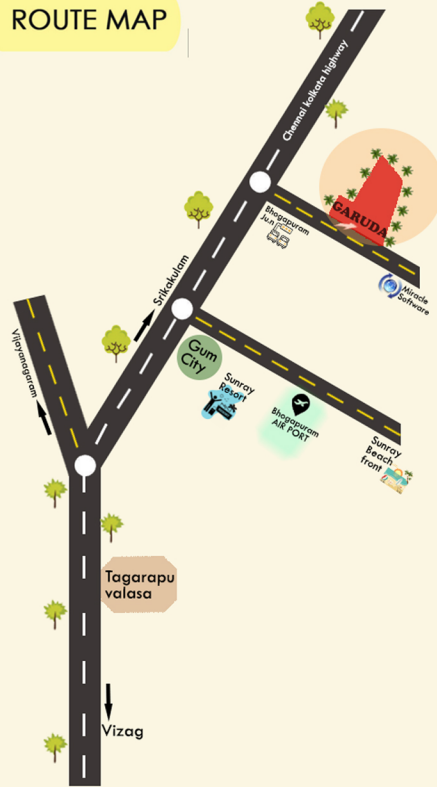 ROUTE MAP
Chennai kolkata highway
GARUDA
Bhogapuram
Ju.n
Miracle
Software
Srikakulam
Vijayanagaram
Gum
City
Sunray
Resort
Bhogapuram
AIR PORT
Sunray
Beach
front
Tagarapu
valasa
Vizag